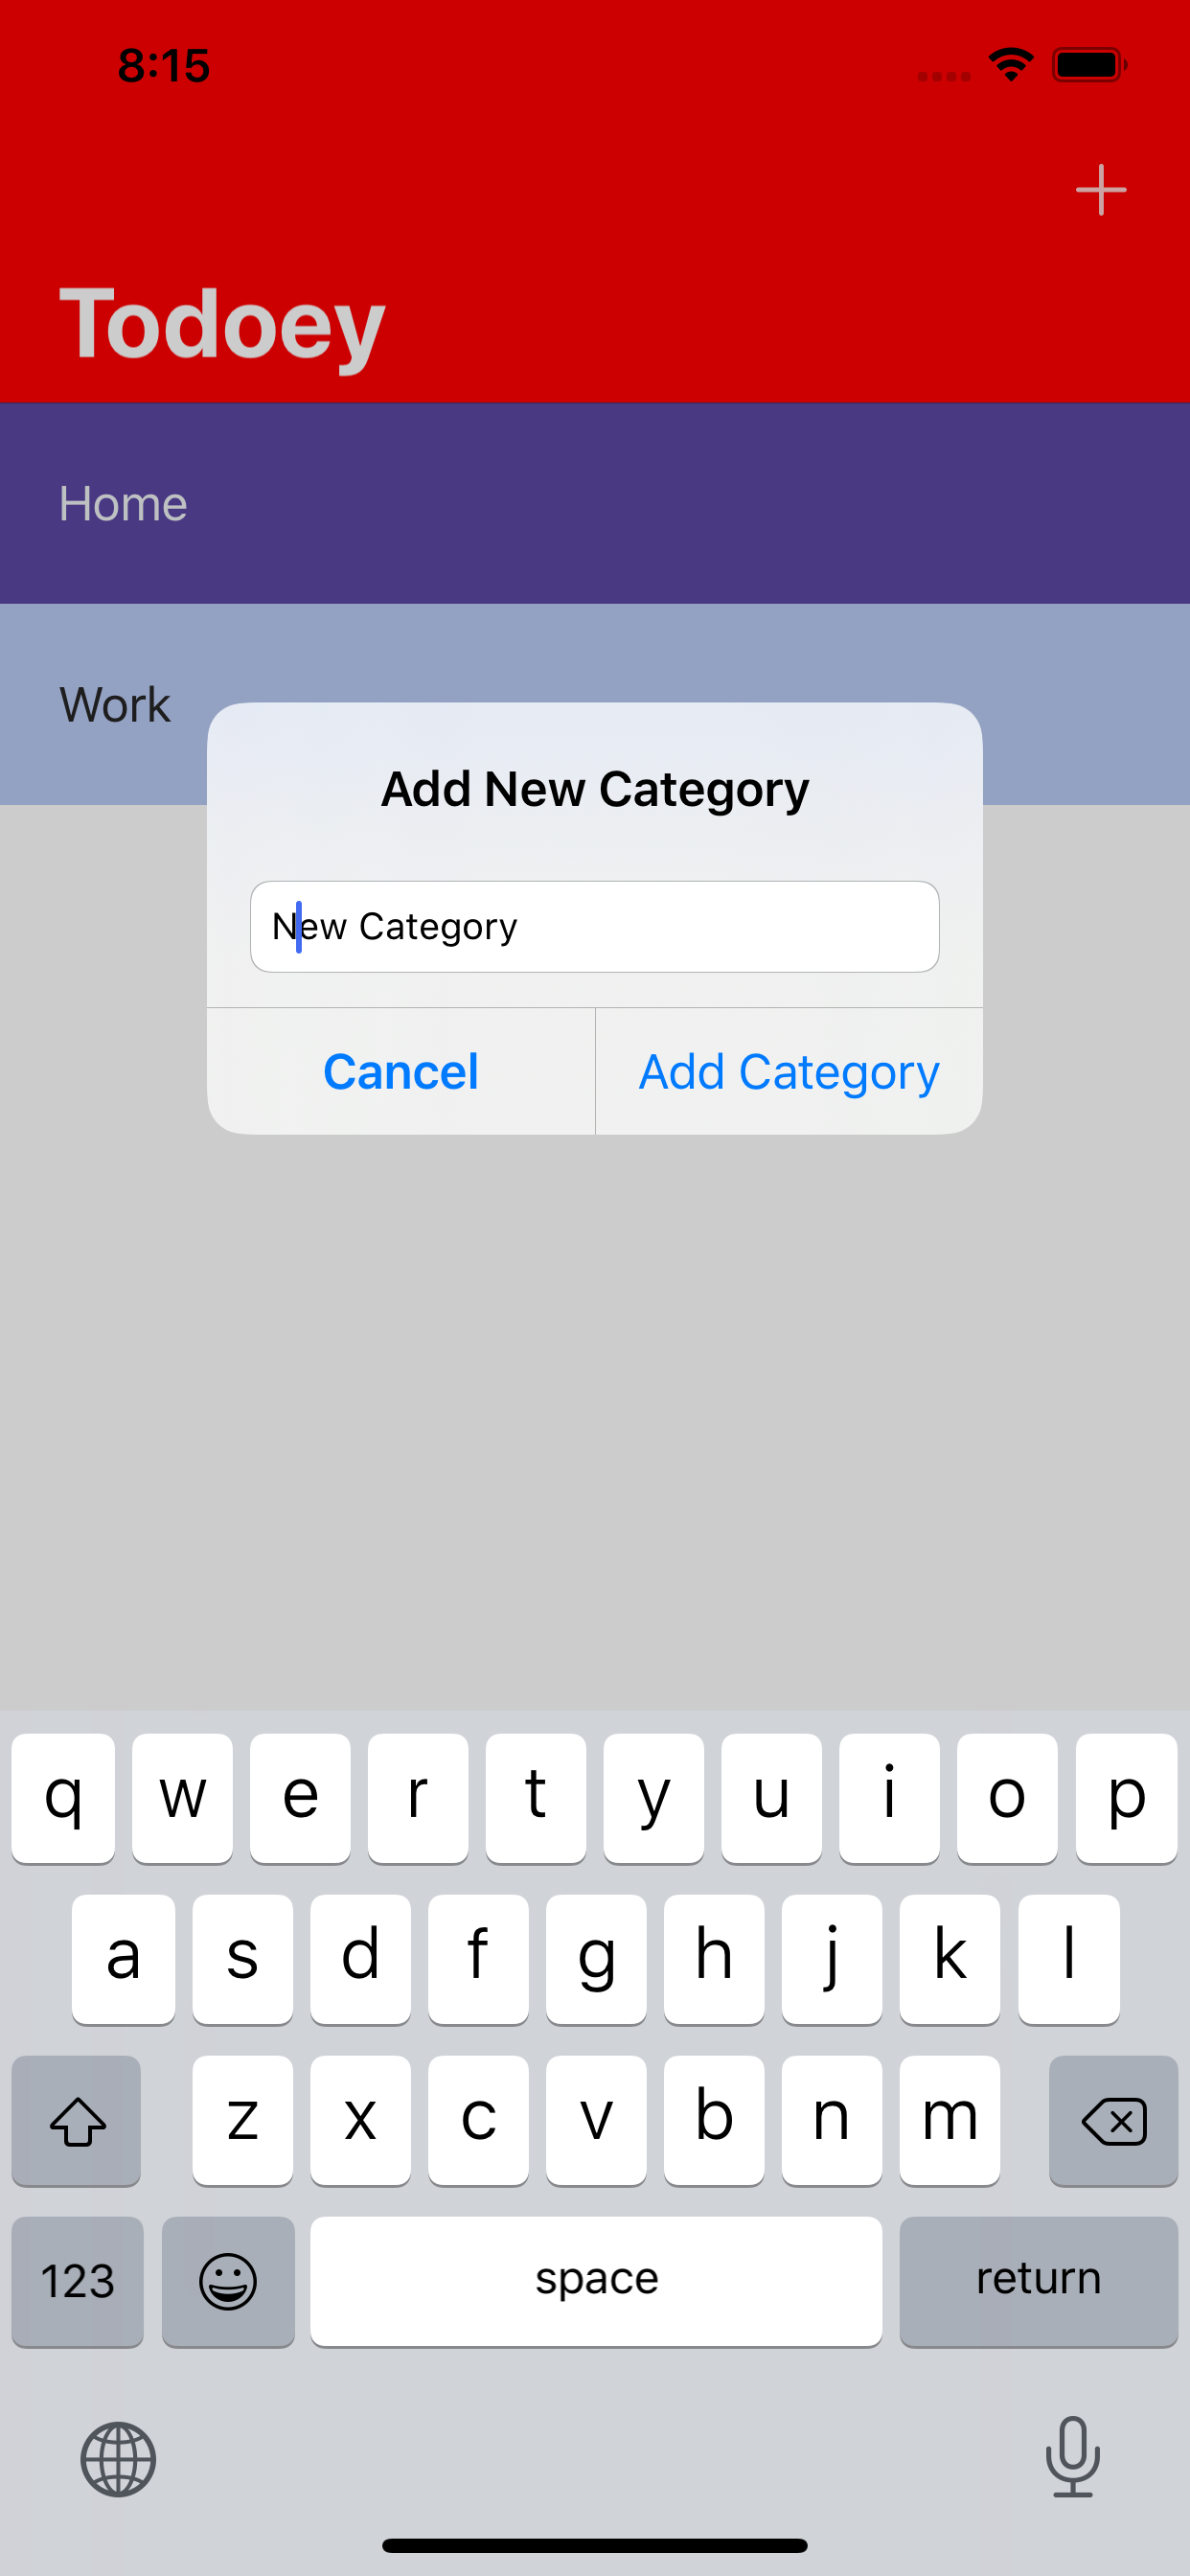 8:15
Todoey
Home
Work
Add New Category
New Category
Cancel Add Category
q w e r t y u i o p
a s d f g h j k l
z x c v b n m
123 space return